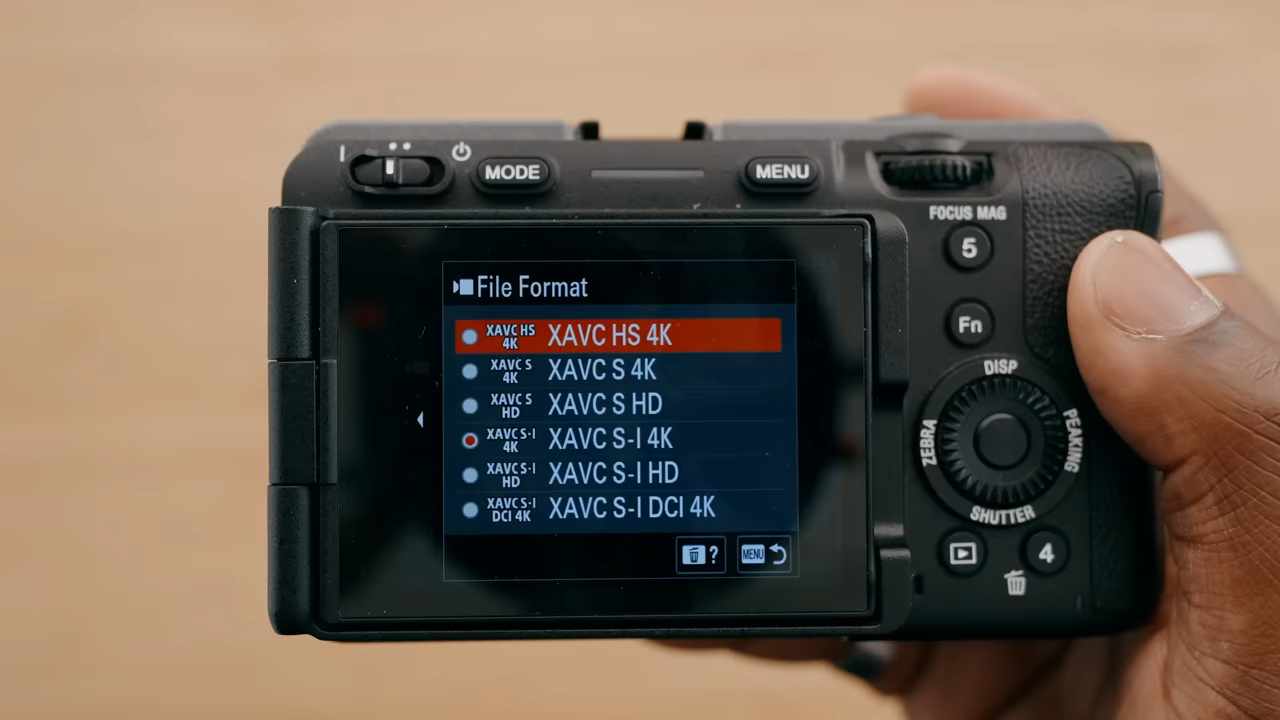 MODE
MENU
FOCUS MAG
5
Fn
DISP
ZEBRA
PEAKING
SHUTTER
4
File Format
XAVC HS
4K
XAVC HS 4K
XAVC S
4K
XAVC S 4K
XAVC S
HD
XAVC S HD
XAVC S-I
4K
XAVC S-I 4K
XAVC S-I
HD
XAVC S-I HD
XAVC S-I
DCI 4K
XAVC S-I DCI 4K
?
MENU